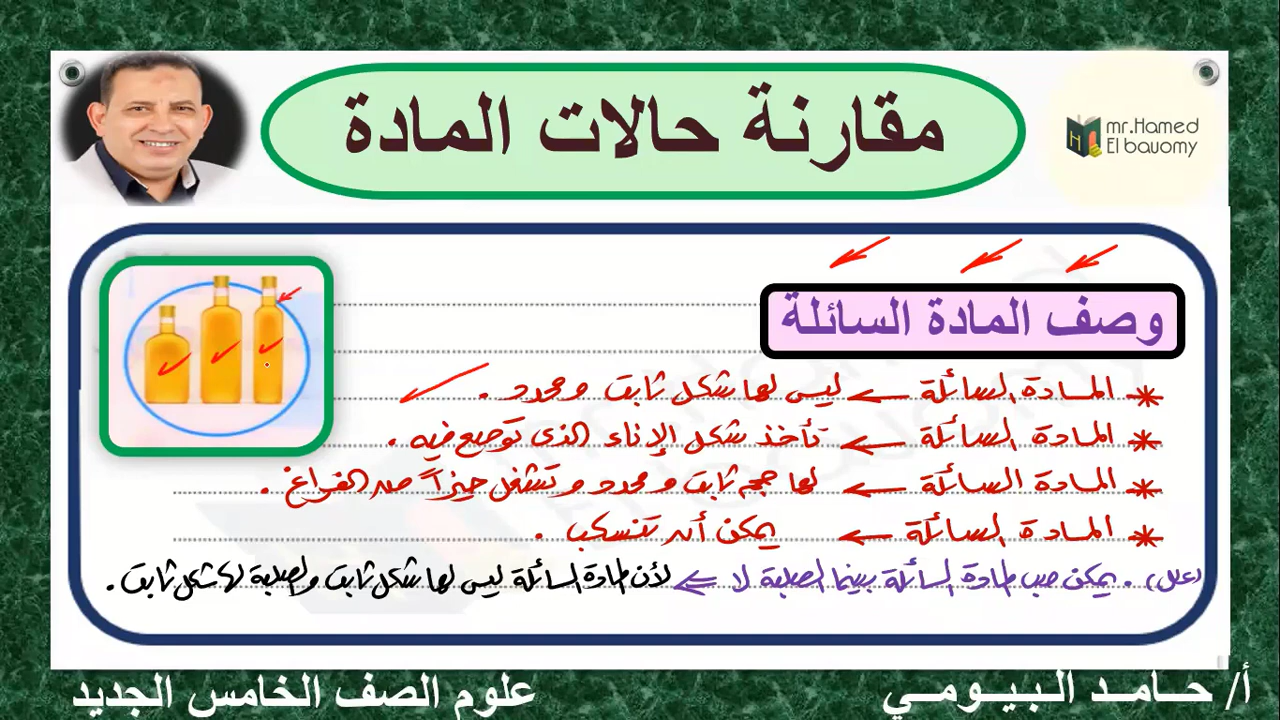 مقارنة حالات المادة
mr.Hamed
El bauomy
وصف المادة السائلة
* المادة السائلة ← ليس لها شكل ثابت ومحدد .
* المادة السائلة ← تأخذ شكل الإناء الذى توضع فيه .
* المادة السائلة ← لها حجم ثابت ومحدد وتشغل حيزاً من الفراغ .
* المادة السائلة ← يمكن أن تنسكب .
(علل) . يمكن صب المادة السائلة بينما الصلبة لا ⇐ لأن المادة السائلة ليس لها شكل ثابت والصلبة لها شكل ثابت .
أ/ حـامـد الـبـيـومـي
علوم الصف الخامس الجديد